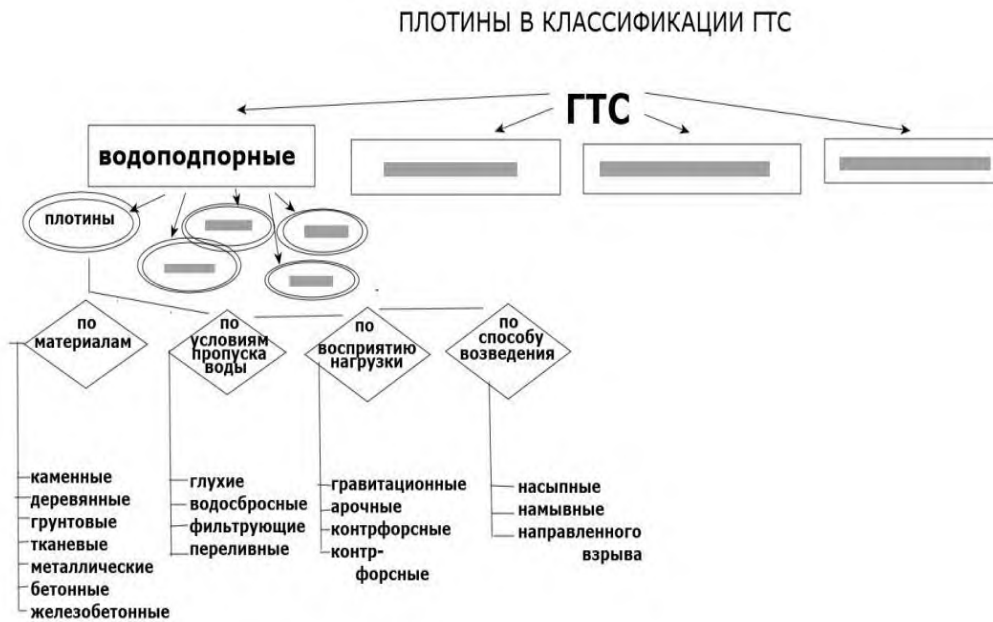 ПЛОТИНЫ В КЛАССИФИКАЦИИ ГТС
ГТС
водоподпорные
плотины
по
материалам
по
условиям
пропуска
воды
по
восприятию
нагрузки
по
способу
возведения
каменные
деревянные
грунтовые
тканевые
металлические
бетонные
железобетонные
глухие
водосбросные
фильтрующие
переливные
гравитационные
арочные
контрфорсные
контр-
форсные
насыпные
намывные
направленного
взрыва